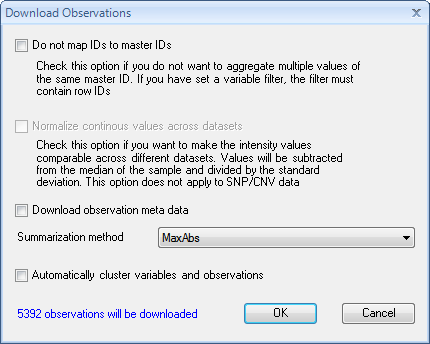 Download Observations
Do not map IDs to master IDs
Check this option if you do not want to aggregate multiple values of
the same master ID. If you have set a variable filter, the filter must
contain row IDs
Normalize continous values across datasets
Check this option if you want to make the intensity values
comparable across different datasets. Values will be subtracted
from the median of the sample and divided by the standard
deviation. This option does not apply to SNP/CNV data
Download observation meta data
Summarization method MaxAbs
Automatically cluster variables and observations
5392 observations will be downloaded OK Cancel